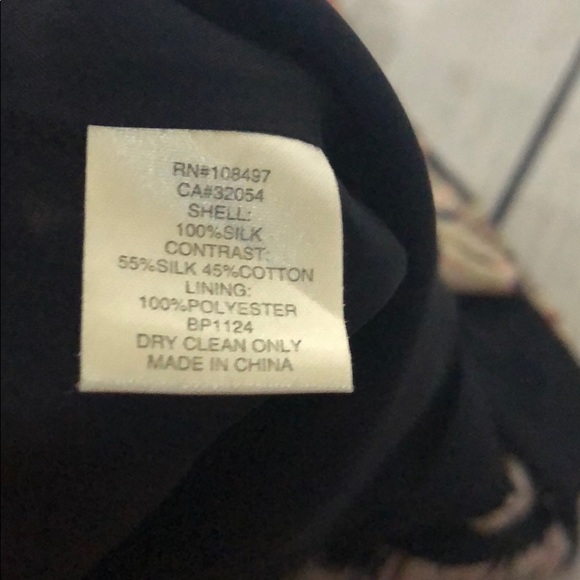 RN#108497
CA#32054
SHELL:
100%SILK
CONTRAST:
55%SILK 45%COTTON
LINING:
100%POLYESTER
BP1124
DRY CLEAN ONLY
MADE IN CHINA